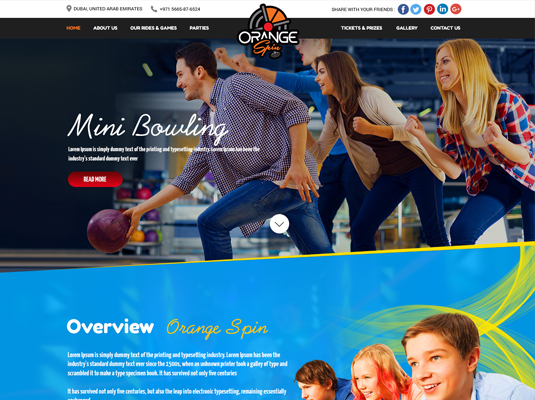 DUBAI, UNITED ARAB EMIRATES
+971 5665-87-6524
SHARE WITH YOUR FRIENDS :
HOME
ABOUT US
OUR RIDES & GAMES
PARTIES
ORANGE
Spin
TICKETS & PRIZES
GALLERY
CONTACT US
Mini Bowling
Lorem Ipsum is simply dummy text of the printing and typesetting industry. Lorem Ipsum has been the
industry's standard dummy text ever
READ MORE
Overview Orange Spin
Lorem Ipsum is simply dummy text of the printing and typesetting industry. Lorem Ipsum has been the
industry's standard dummy text ever since the 1500s, when an unknown printer took a galley of type and
scrambled it to make a type specimen book. It has survived not only five centuries
It has survived not only five centuries, but also the leap into electronic typesetting, remaining essentially